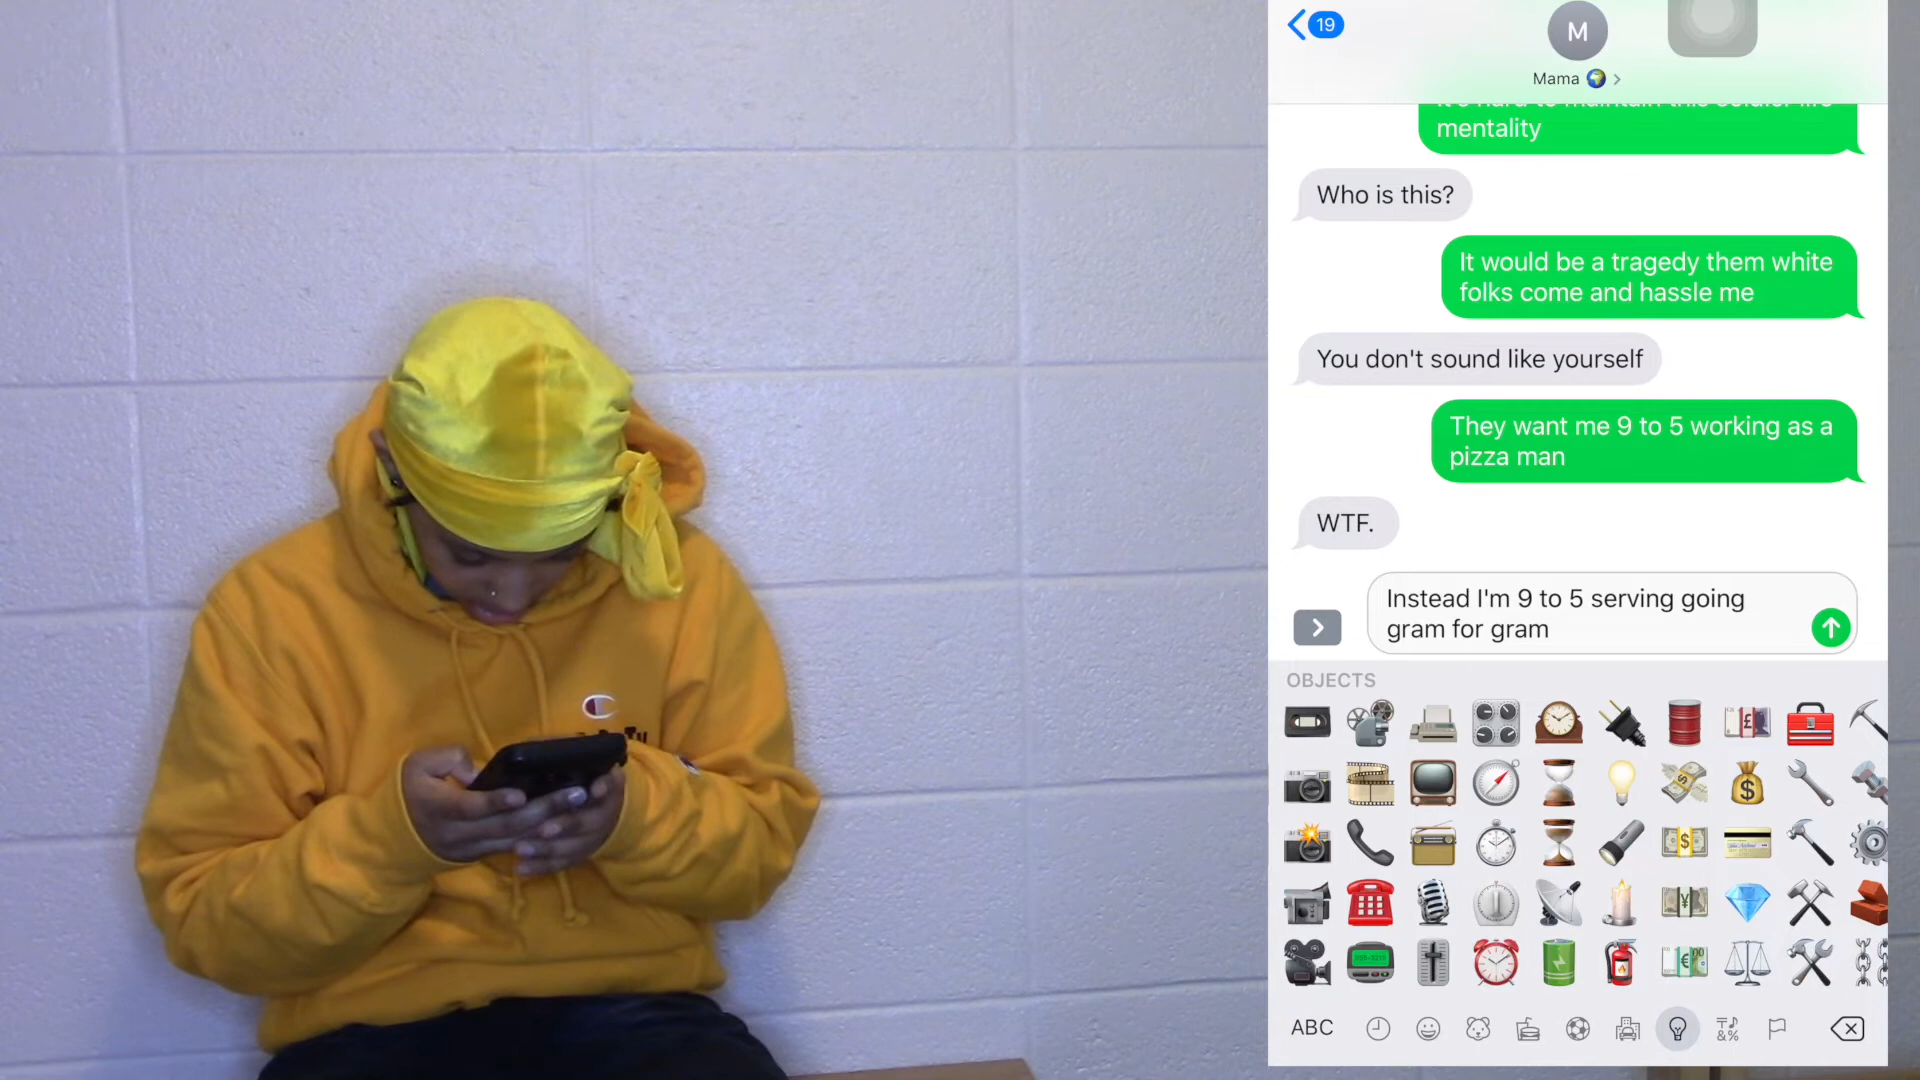 19
M
Mama
mentality
Who is this?
It would be a tragedy them white
folks come and hassle me
You don't sound like yourself
They want me 9 to 5 working as a
pizza man
WTF.
Instead I'm 9 to 5 serving going
gram for gram
OBJECTS
ABC